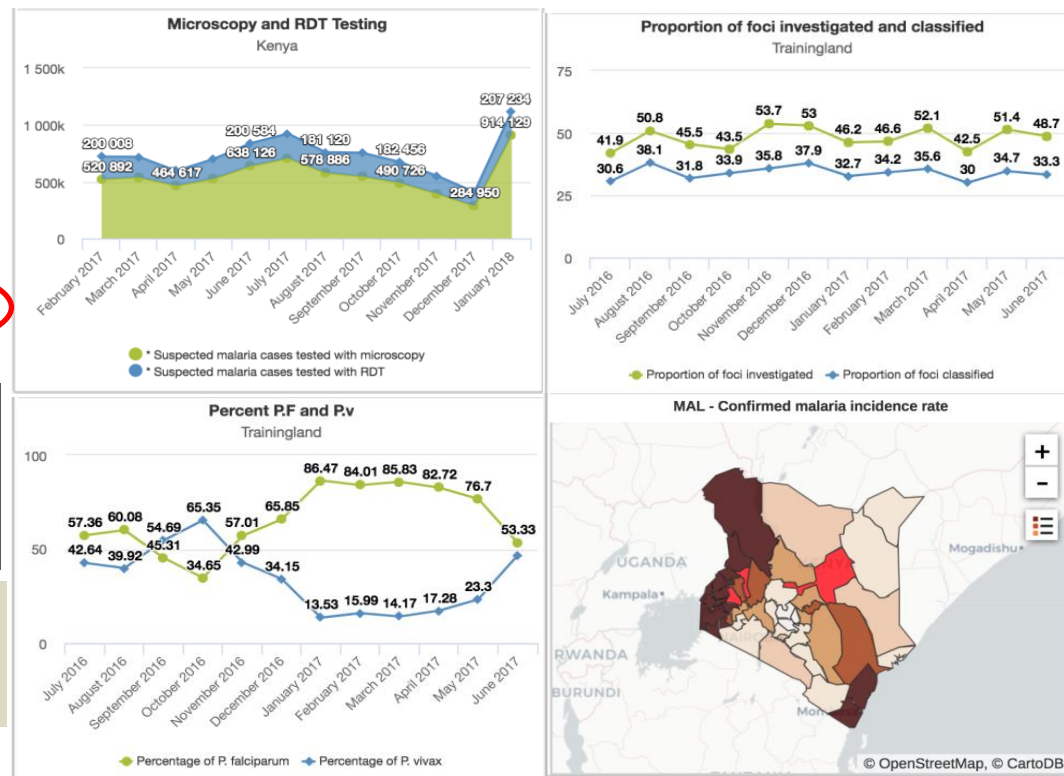 Microscopy and RDT Testing
Kenya
1 500k
1 000k
500k
0
200 003
520 892
464 617
200 584
638 126
181 120
578 886
182 456
490 726
284 950
207 234
914 129
February 2017
March 2017
April 2017
May 2017
June 2017
July 2017
August 2017
September 2017
October 2017
November 2017
December 2017
January 2018
* Suspected malaria cases tested with microscopy
* Suspected malaria cases tested with RDT
Proportion of foci investigated and classified
Trainingland
75
50
25
0
41.9 50.8 45.5 43.5 53.7 53 46.2 46.6 52.1 42.5 51.4 48.7
30.6 38.1 31.8 33.9 35.8 37.9 32.7 34.2 35.6 30 34.7 33.3
July 2016
August 2016
September 2016
October 2016
November 2016
December 2016
January 2017
February 2017
March 2017
April 2017
May 2017
June 2017
Proportion of foci investigated Proportion of foci classified
Percent P.F and P.v
Trainingland
100
50
0
57.36 60.08 45.31 34.65 57.01 65.85 86.47 84.01 85.83 82.72 76.7 53.33
42.64 39.92 54.69 65.35 42.99 34.15 13.53 15.99 14.17 17.28 23.3
July 2016
August 2016
September 2016
October 2016
November 2016
December 2016
January 2017
February 2017
March 2017
April 2017
May 2017
June 2017
Percentage of P. falciparum Percentage of P. vivax
MAL - Confirmed malaria incidence rate
+
−
UGANDA
Kampala
Mogadishu
RWANDA
BURUNDI
© OpenStreetMap, © CartoDB